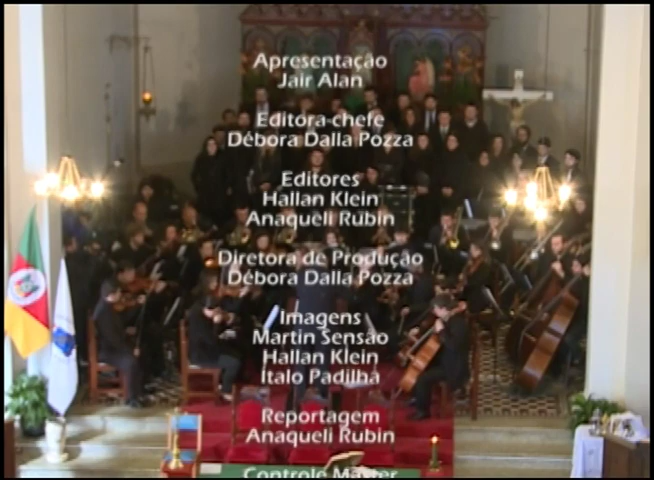 Apresentação
Jair Alan
Editora-chefe
Débora Dalla Pozza
Editores
Hallan Klein
Anaqueli Rubin
Diretora de Produção
Débora Dalla Pozza
Imagens
Martin Sensão
Hallan Klein
Ítalo Padilha
Reportagem
Anaqueli Rubin
Controle Master